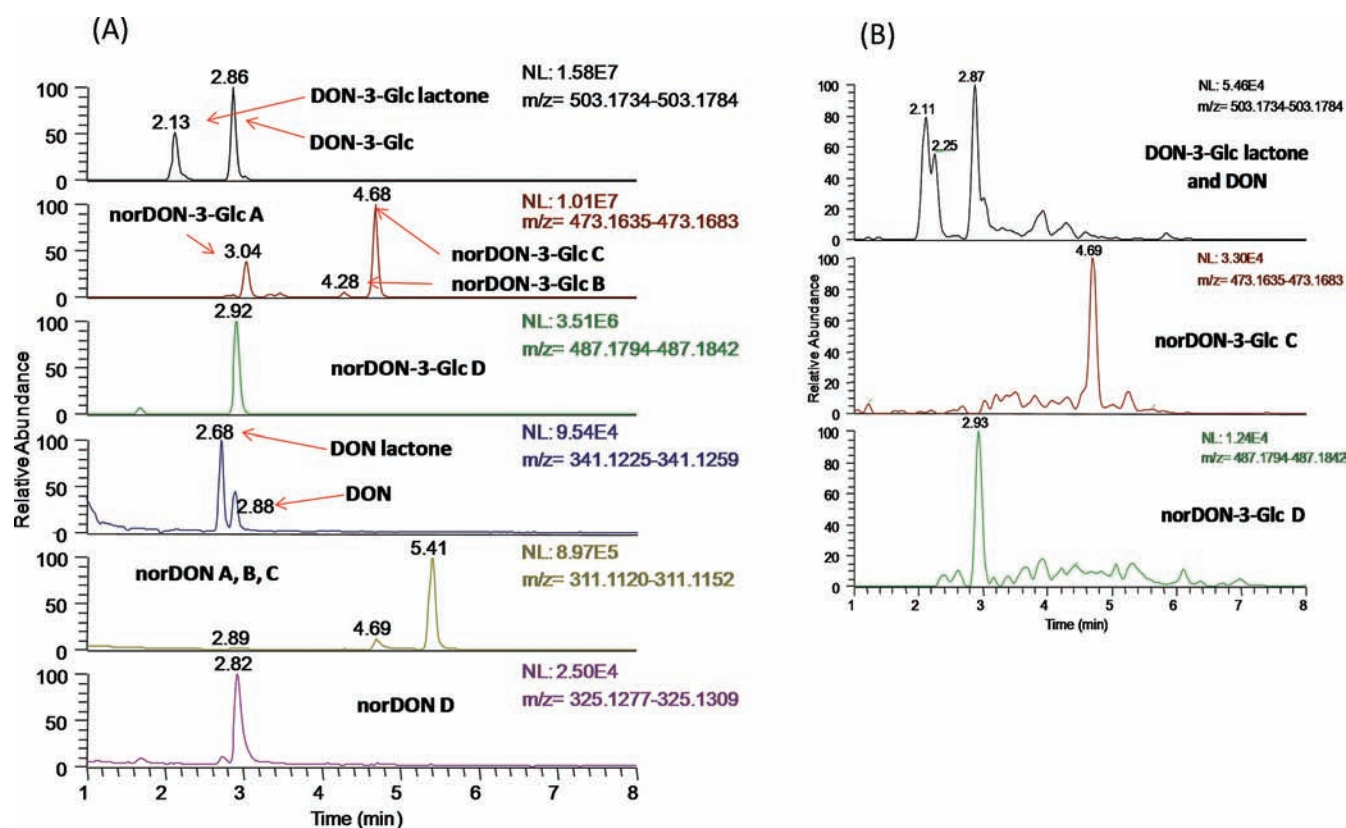 (A)
NL: 1.58E7
m/z= 503.1734-503.1784
DON-3-Glc lactone
DON-3-Glc
2.13
2.86
100
50
0
NL: 1.01E7
m/z= 473.1635-473.1683
norDON-3-Glc A
norDON-3-Glc C
norDON-3-Glc B
3.04
4.28
4.68
100
50
0
NL: 3.51E6
m/z= 487.1794-487.1842
norDON-3-Glc D
2.92
100
50
0
NL: 9.54E4
m/z= 341.1225-341.1259
DON lactone
DON
2.68
2.88
100
50
0
NL: 8.97E5
m/z= 311.1120-311.1152
norDON A, B, C
2.89
4.69
5.41
100
50
0
NL: 2.50E4
m/z= 325.1277-325.1309
norDON D
2.82
100
50
0
Relative Abundance
1 2 3 4 5 6 7 8
Time (min)
(B)
NL: 5.46E4
m/z= 503.1734-503.1784
DON-3-Glc lactone
and DON
2.11
2.25
2.87
100
80
60
40
20
0
NL: 3.30E4
m/z= 473.1635-473.1683
norDON-3-Glc C
4.69
100
80
60
40
20
0
NL: 1.24E4
m/z= 487.1794-487.1842
norDON-3-Glc D
2.93
100
80
60
40
20
0
Relative Abundance
1 2 3 4 5 6 7 8
Time (min)